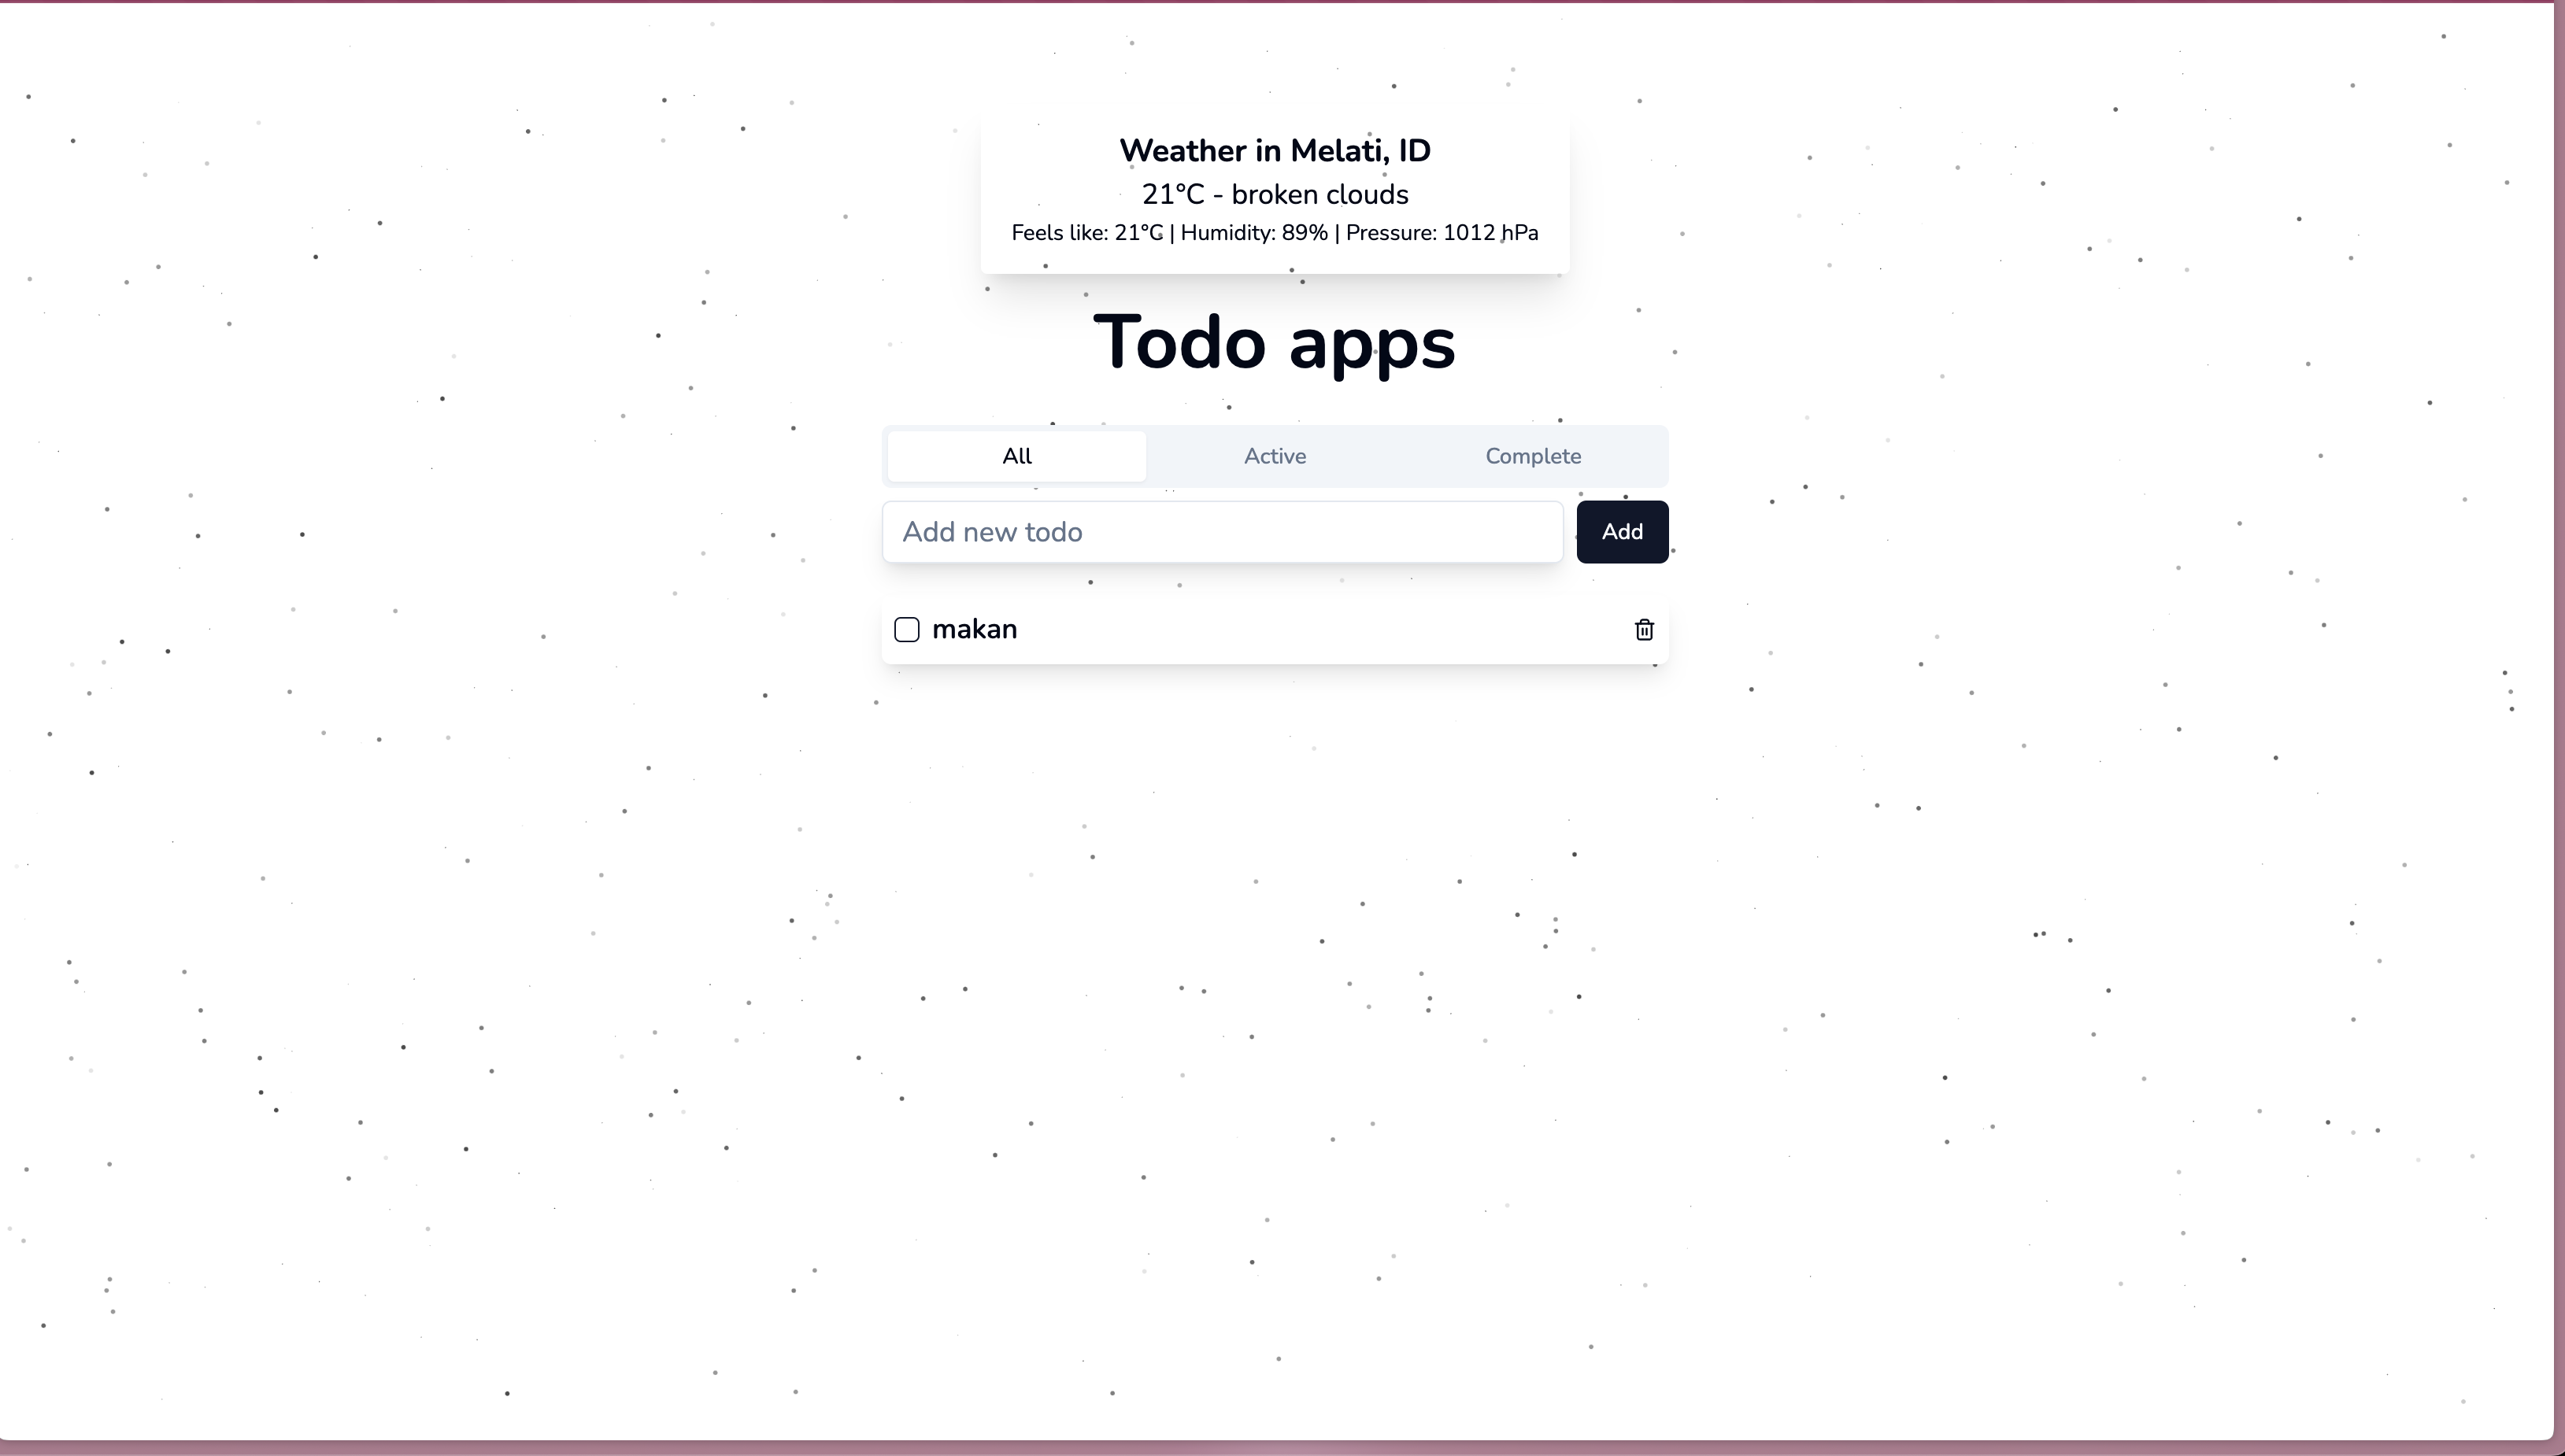 Weather in Melati, ID
21°C - broken clouds
Feels like: 21°C | Humidity: 89% | Pressure: 1012 hPa
Todo apps
All Active Complete
Add new todo Add
makan